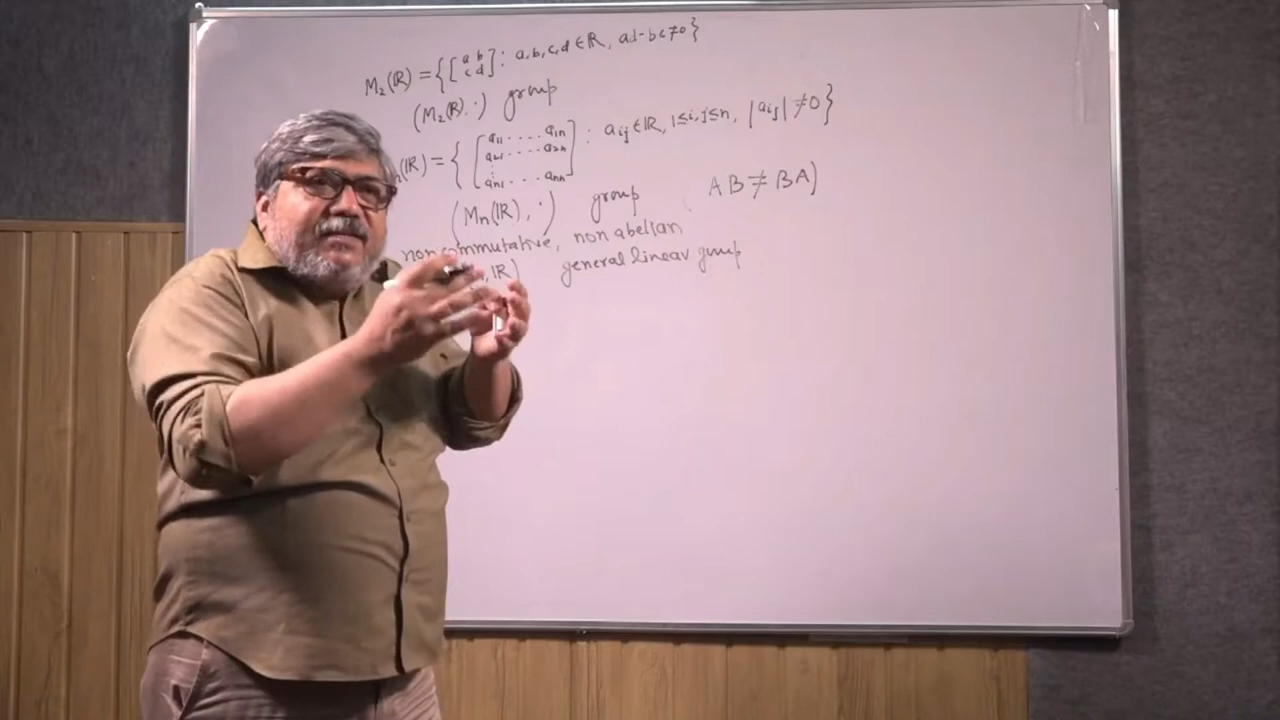 M₂(ℝ) = { [a b c d] : a, b, c, d ∈ ℝ, ad-bc ≠ 0 }
(M₂(ℝ), ·) group
(ℝ) = { [a₁₁ .... a₁ₙ a₂₁ .... a₂ₙ ⋮ aₙ₁ ... aₙₙ] : aᵢⱼ ∈ ℝ, 1≤i, j≤n, |aᵢⱼ| ≠ 0 }
(Mₙ(ℝ), ·) group AB ≠ BA)
non commutative, non abelian
, ℝ) general linear group